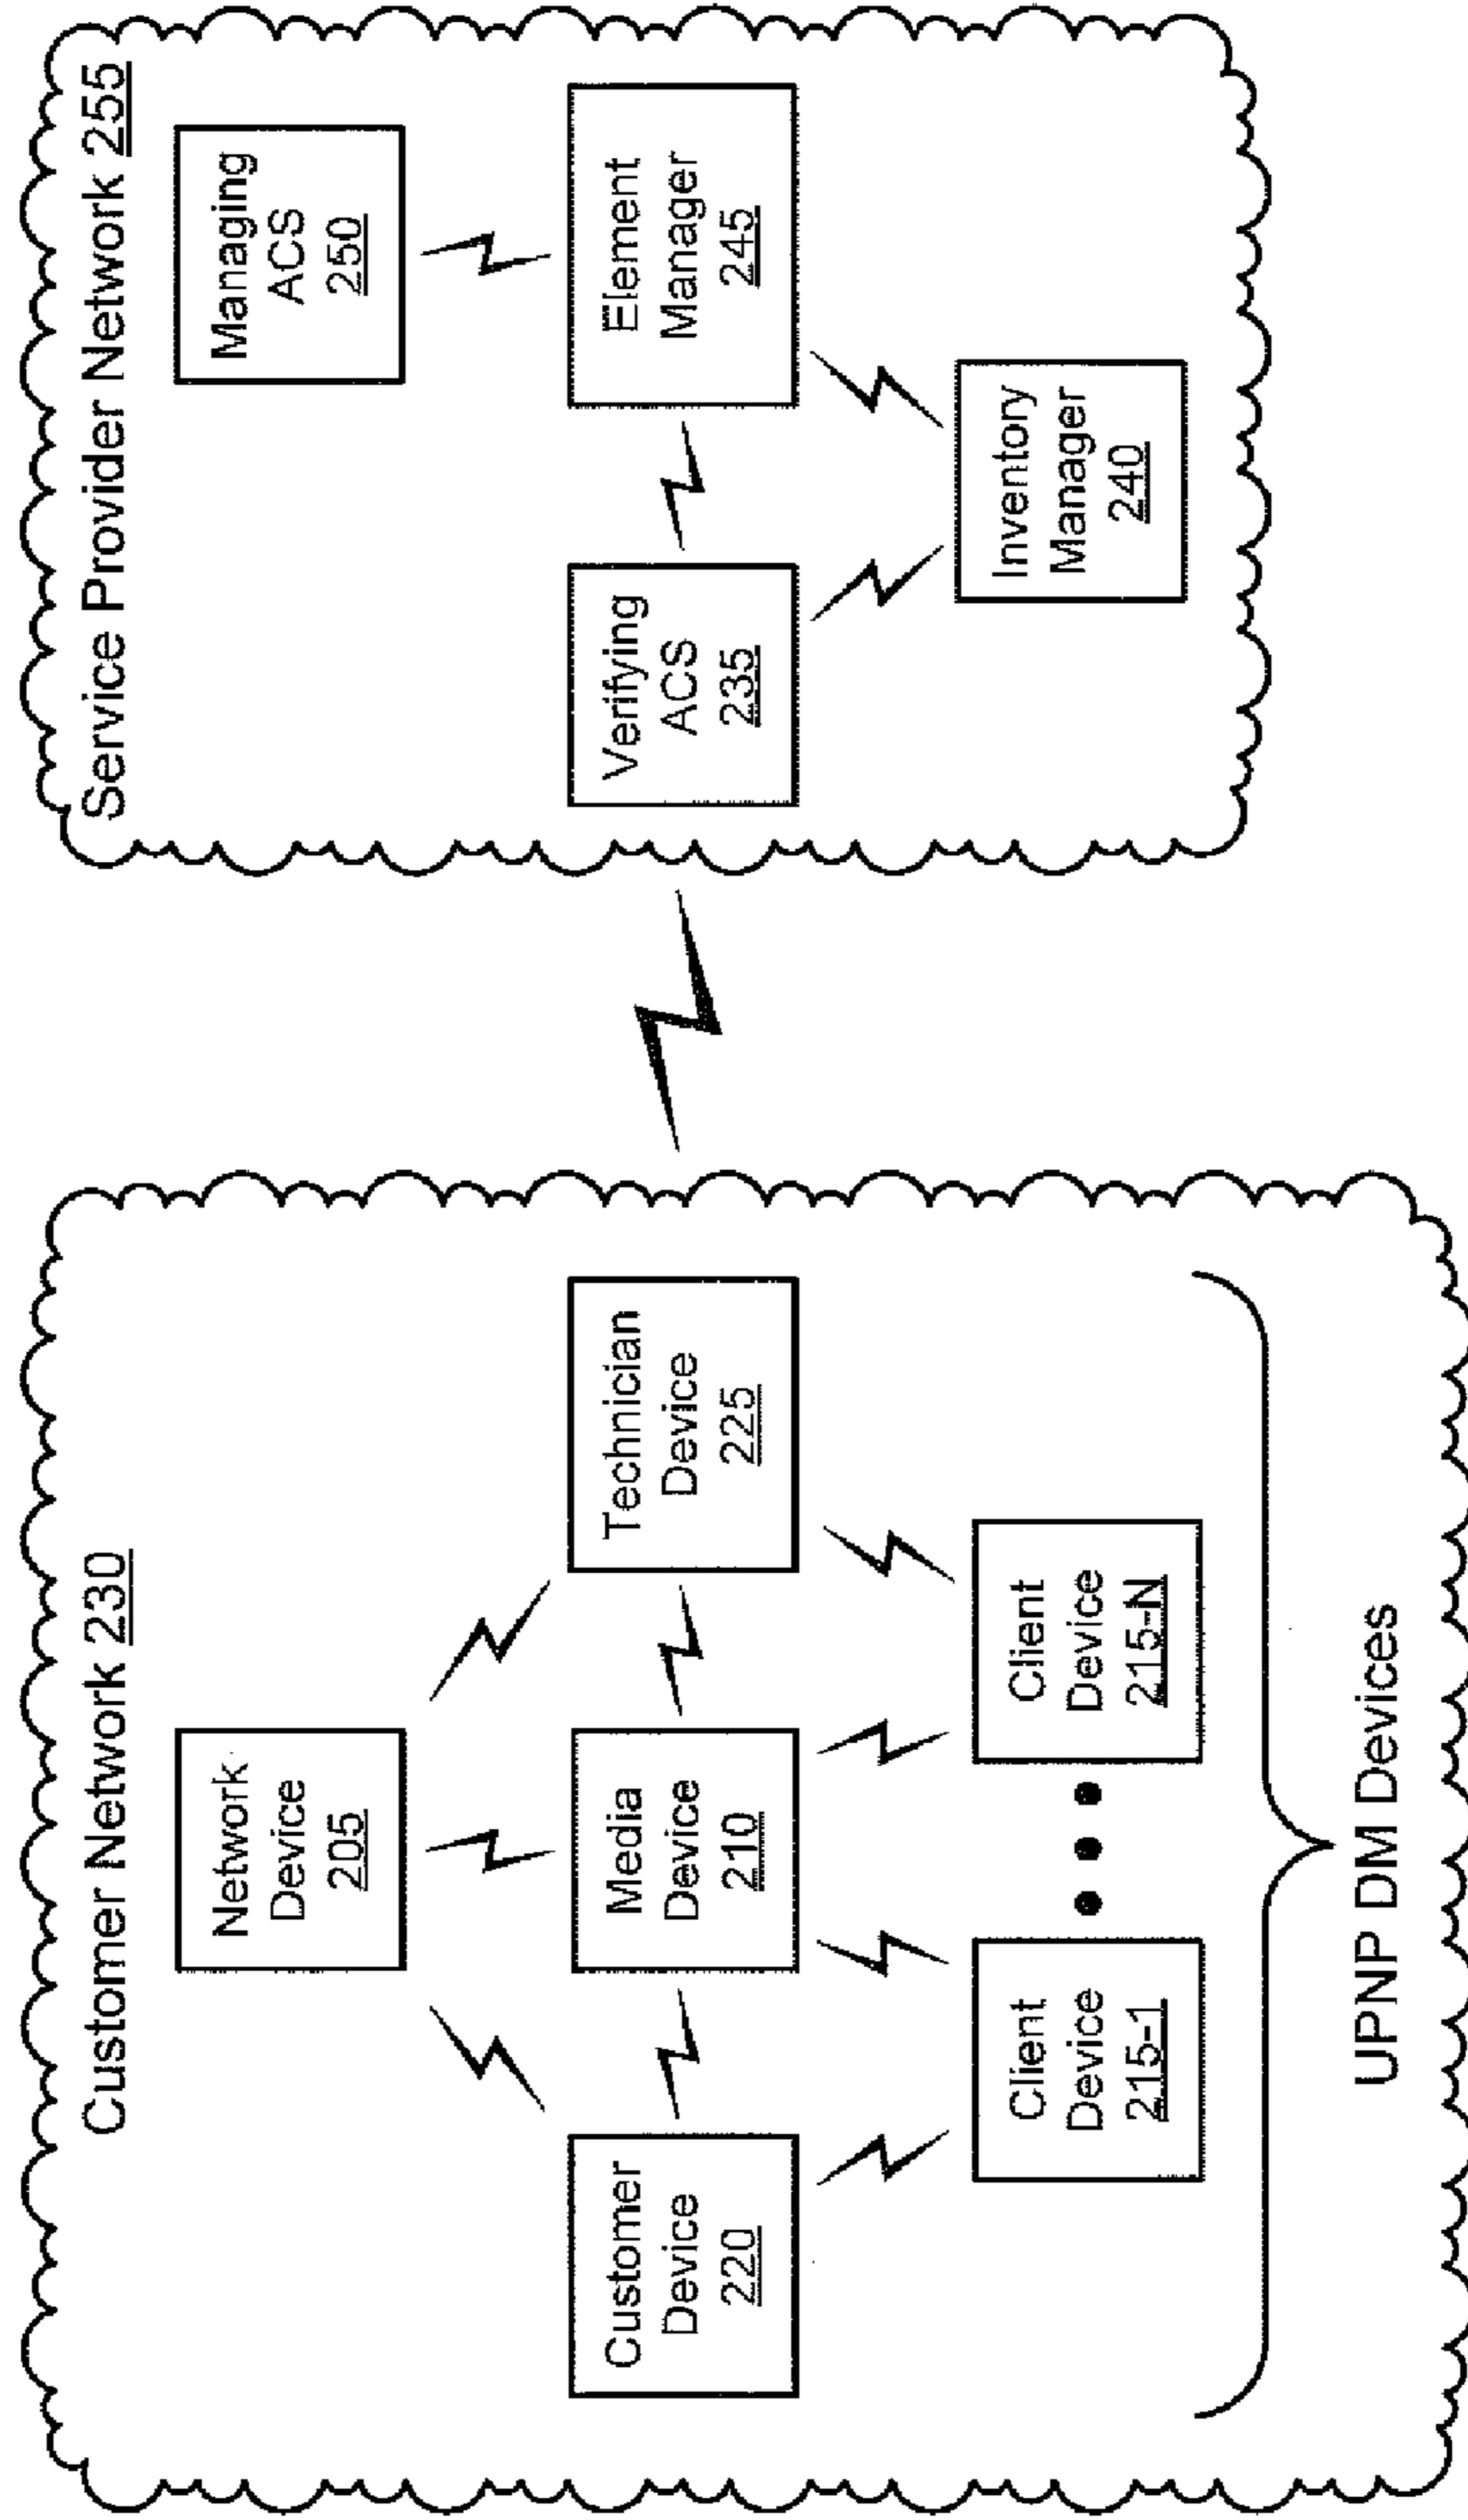 Customer Network 230
Network
Device
205
Customer
Device
220
Media
Device
210
Technician
Device
225
Client
Device
215-1
Client
Device
215-N
UPNP DM Devices
Service Provider Network 255
Managing
ACS
250
Verifying
ACS
235
Element
Manager
245
Inventory
Manager
240